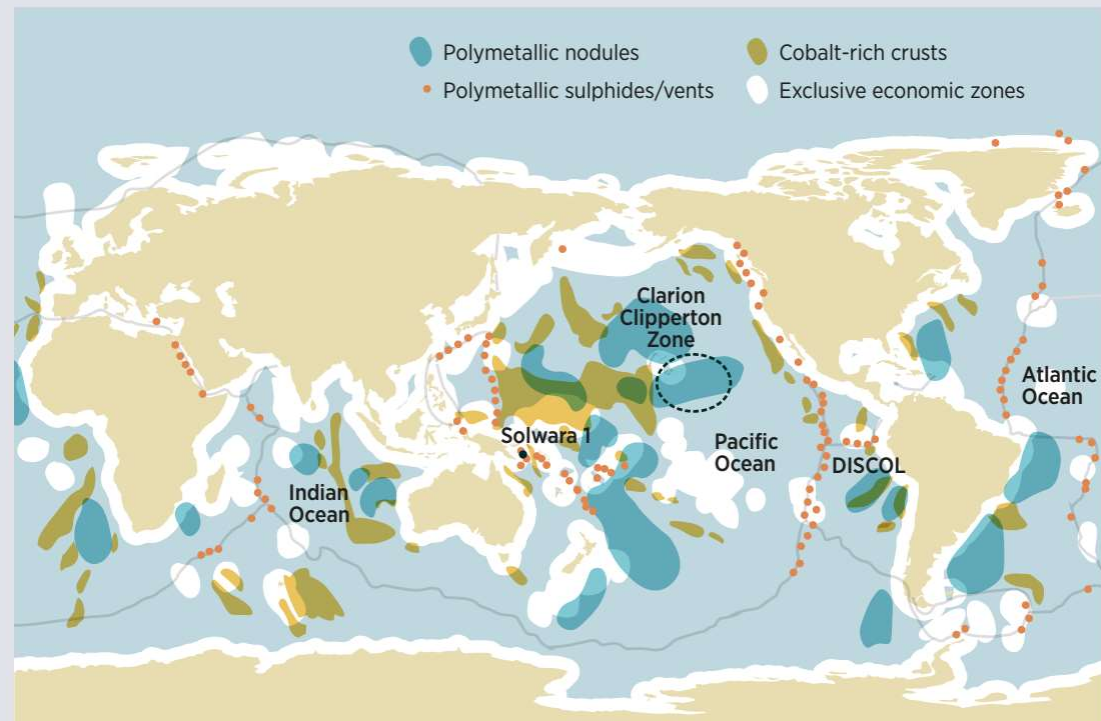 Polymetallic nodules
Cobalt-rich crusts
Polymetallic sulphides/vents
Exclusive economic zones
Clarion
Clipperton
Zone
Atlantic
Ocean
Solwara 1
Pacific
Ocean
DISCOL
Indian
Ocean